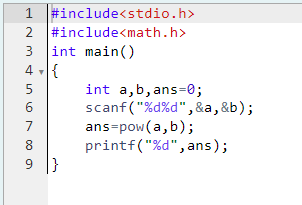 1 #include<stdio.h>
2 #include<math.h>
3 int main()
4 {
5     int a,b,ans=0;
6     scanf("%d%d",&a,&b);
7     ans=pow(a,b);
8     printf("%d",ans);
9 }